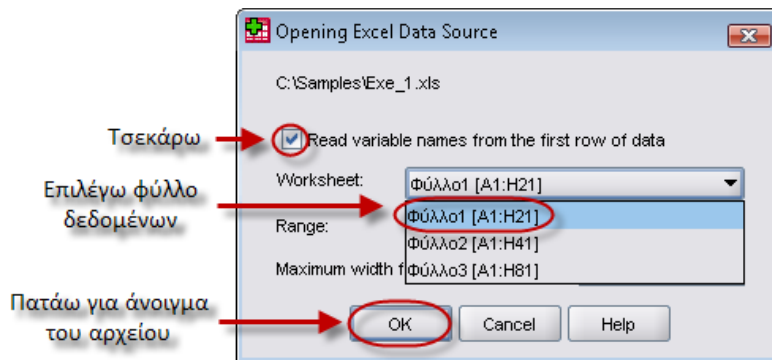 Opening Excel Data Source
C:\Samples\Exe_1.xls
Τσεκάρω
Read variable names from the first row of data
Επιλέγω φύλλο
δεδομένων
Worksheet:
Φύλλο1 [A1:H21]
Φύλλο1 [A1:H21]
Range:
Φύλλο2 [A1:H41]
Maximum width f
Φύλλο3 [A1:H81]
Πατάω για άνοιγμα
του αρχείου
OK
Cancel
Help